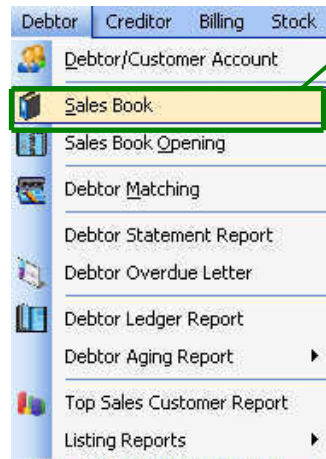 Debtor Creditor Billing Stock
Debtor/Customer Account
Sales Book
Sales Book Opening
Debtor Matching
Debtor Statement Report
Debtor Overdue Letter
Debtor Ledger Report
Debtor Aging Report
Top Sales Customer Report
Listing Reports